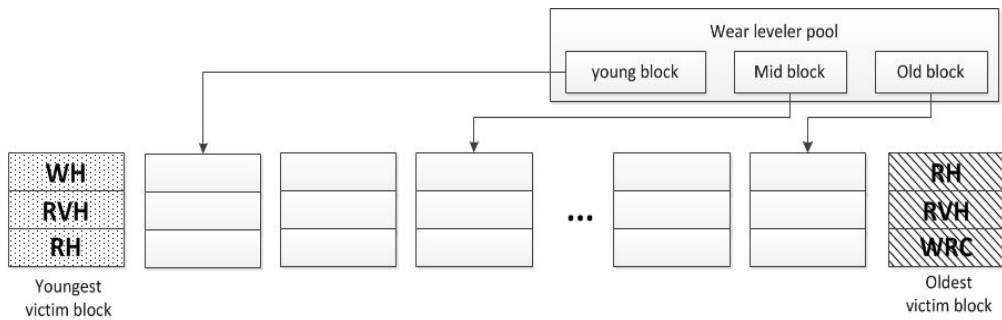 Wear leveler pool
young block
Mid block
Old block
WH
RVH
RH
...
RH
RVH
WRC
Youngest
victim block
Oldest
victim block